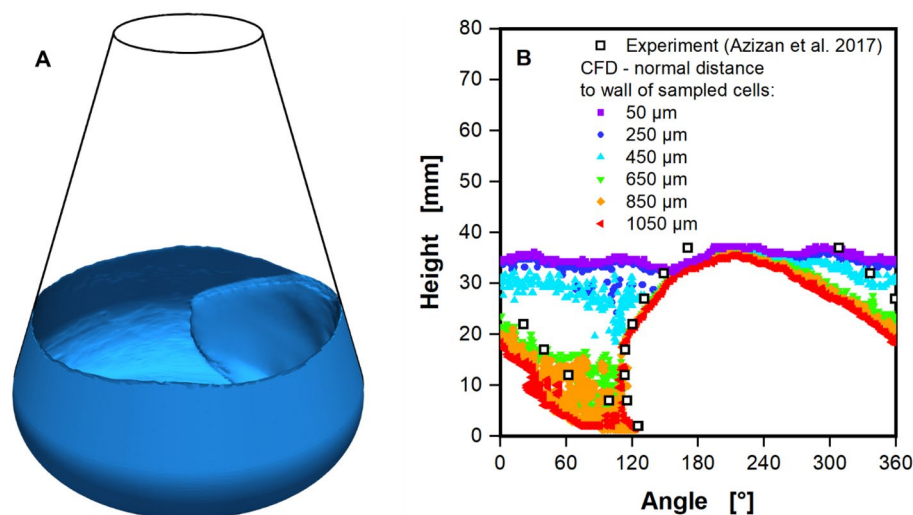 A
B
Experiment (Azizan et al. 2017)
CFD - normal distance
to wall of sampled cells:
50 µm
250 µm
450 µm
650 µm
850 µm
1050 µm
Height [mm]
80
70
60
50
40
30
20
10
0
0 60 120 180 240 300 360
Angle [°]